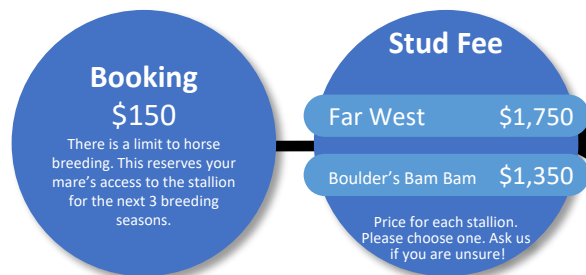 Booking
$150
There is a limit to horse
breeding. This reserves your
mare's access to the stallion
for the next 3 breeding
seasons.
Stud Fee
Far West $1,750
Boulder's Bam Bam $1,350
Price for each stallion.
Please choose one. Ask us
if you are unsure!